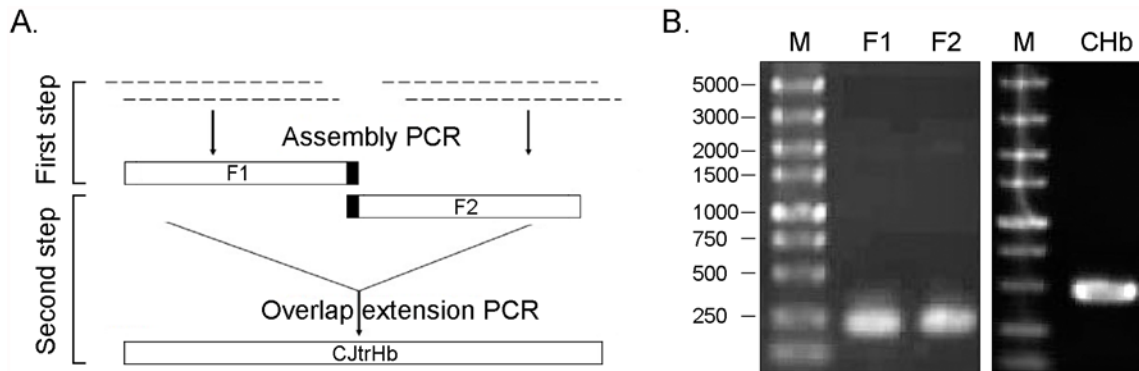 A.
First step
Assembly PCR
F1
F2
Second step
Overlap extension PCR
CJtrHb
B.
M F1 F2 M CHb
5000
3000
2000
1500
1000
750
500
250